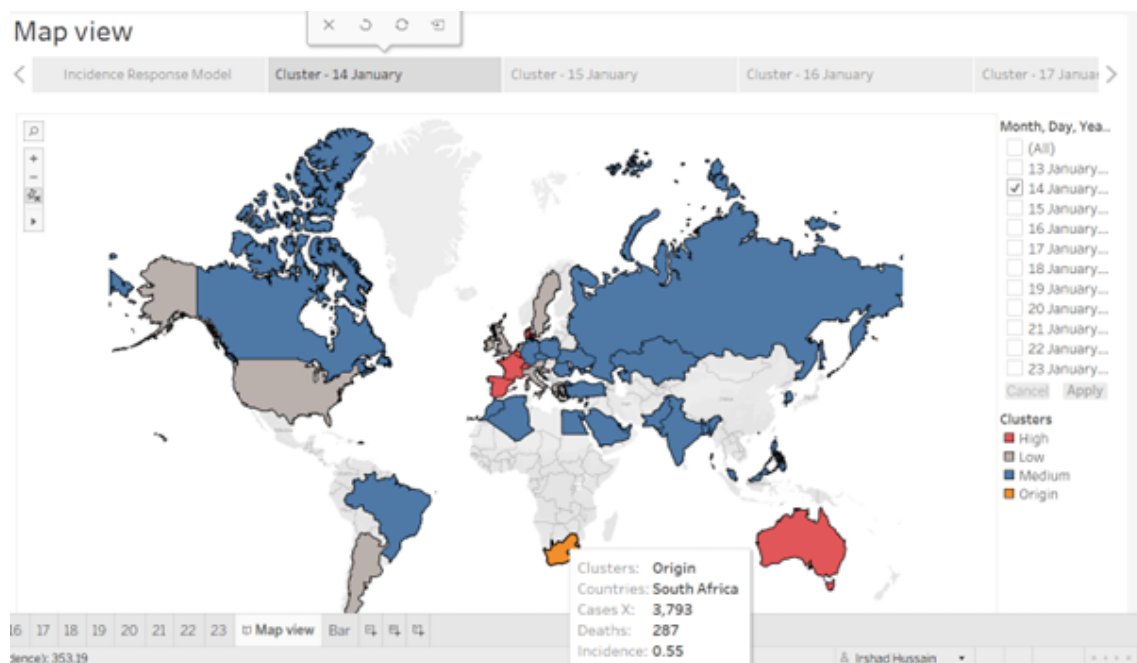 Map view
Incidence Response Model
Cluster - 14 January
Cluster - 15 January
Cluster - 16 January
Cluster - 17 Januar
Month, Day, Yea..
(All)
13 January...
14 January...
15 January...
16 January...
17 January...
18 January...
19 January...
20 January...
21 January...
22 January...
23 January...
Cancel Apply
Clusters
High
Low
Medium
Origin
Clusters: Origin
Countries: South Africa
Cases X: 3,793
Deaths: 287
Incidence: 0.55
16 17 18 19 20 21 22 23 Map view Bar
dence): 353.19
Irshad Hussain